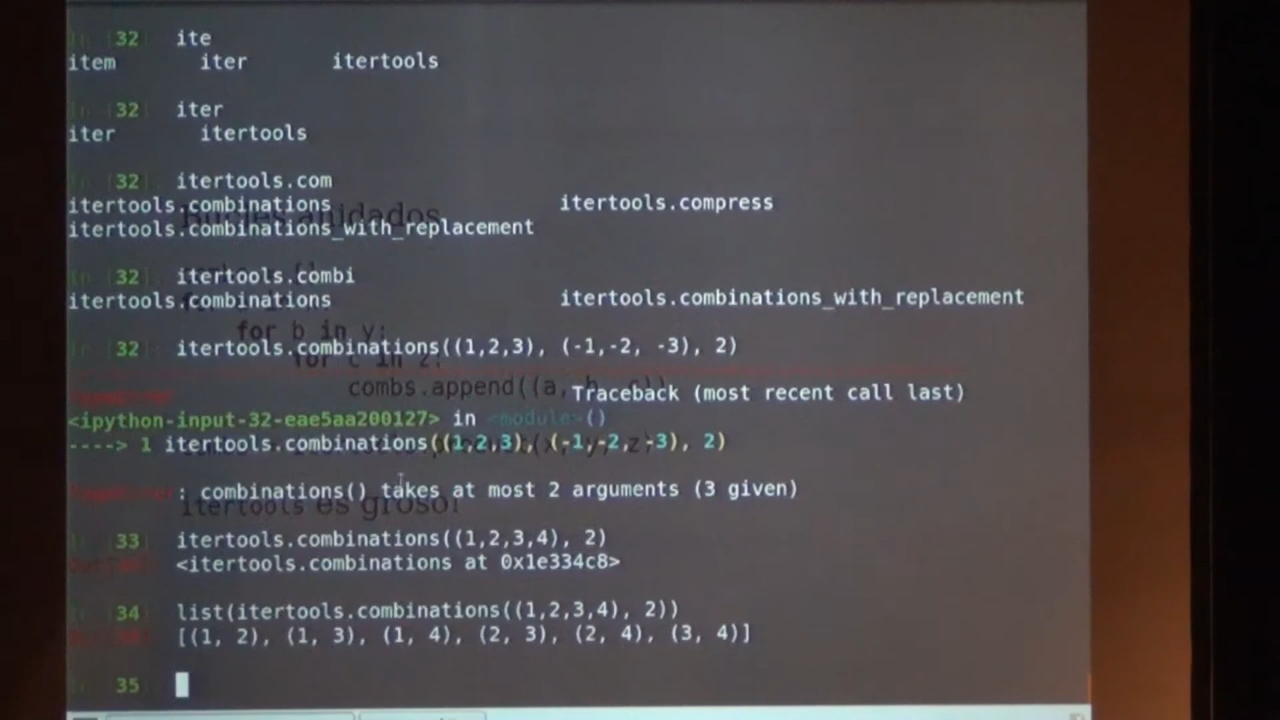 In [32]: ite
item iter itertools
In [32]: iter
iter itertools
In [32]: itertools.com
itertools.combinations itertools.compress
itertools.combinations_with_replacement
Bucles anidados
In [32]: itertools.combi
itertools.combinations itertools.combinations_with_replacement
for b in y:
In [32]: itertools.combinations((1,2,3), (-1,-2, -3), 2)
for c in z:
combs.append((a, b, c))
TypeError Traceback (most recent call last)
<ipython-input-32-eae5aa200127> in <module>()
----> 1 itertools.combinations((1,2,3), (-1,-2, -3), 2)
TypeError: combinations() takes at most 2 arguments (3 given)
itertools es groso!
In [33]: itertools.combinations((1,2,3,4), 2)
Out[33]: <itertools.combinations at 0x1e334c8>
In [34]: list(itertools.combinations((1,2,3,4), 2))
Out[34]: [(1, 2), (1, 3), (1, 4), (2, 3), (2, 4), (3, 4)]
In [35]: